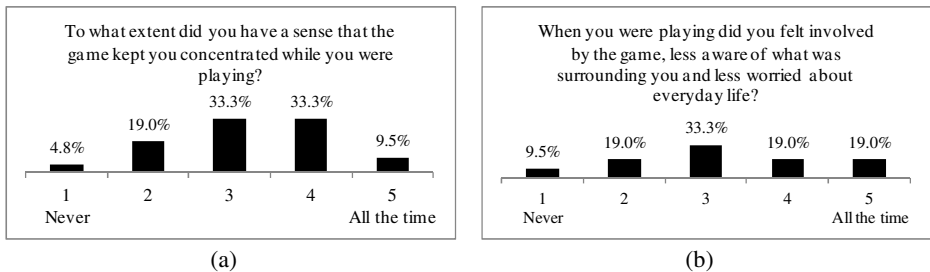 To what extent did you have a sense that the
game kept you concentrated while you were
playing?
4.8%
19.0%
33.3%
33.3%
9.5%
1
2
3
4
5
Never
All the time
(a)
When you were playing did you felt involved
by the game, less aware of what was
surrounding you and less worried about
everyday life?
9.5%
19.0%
33.3%
19.0%
19.0%
1
2
3
4
5
Never
All the time
(b)